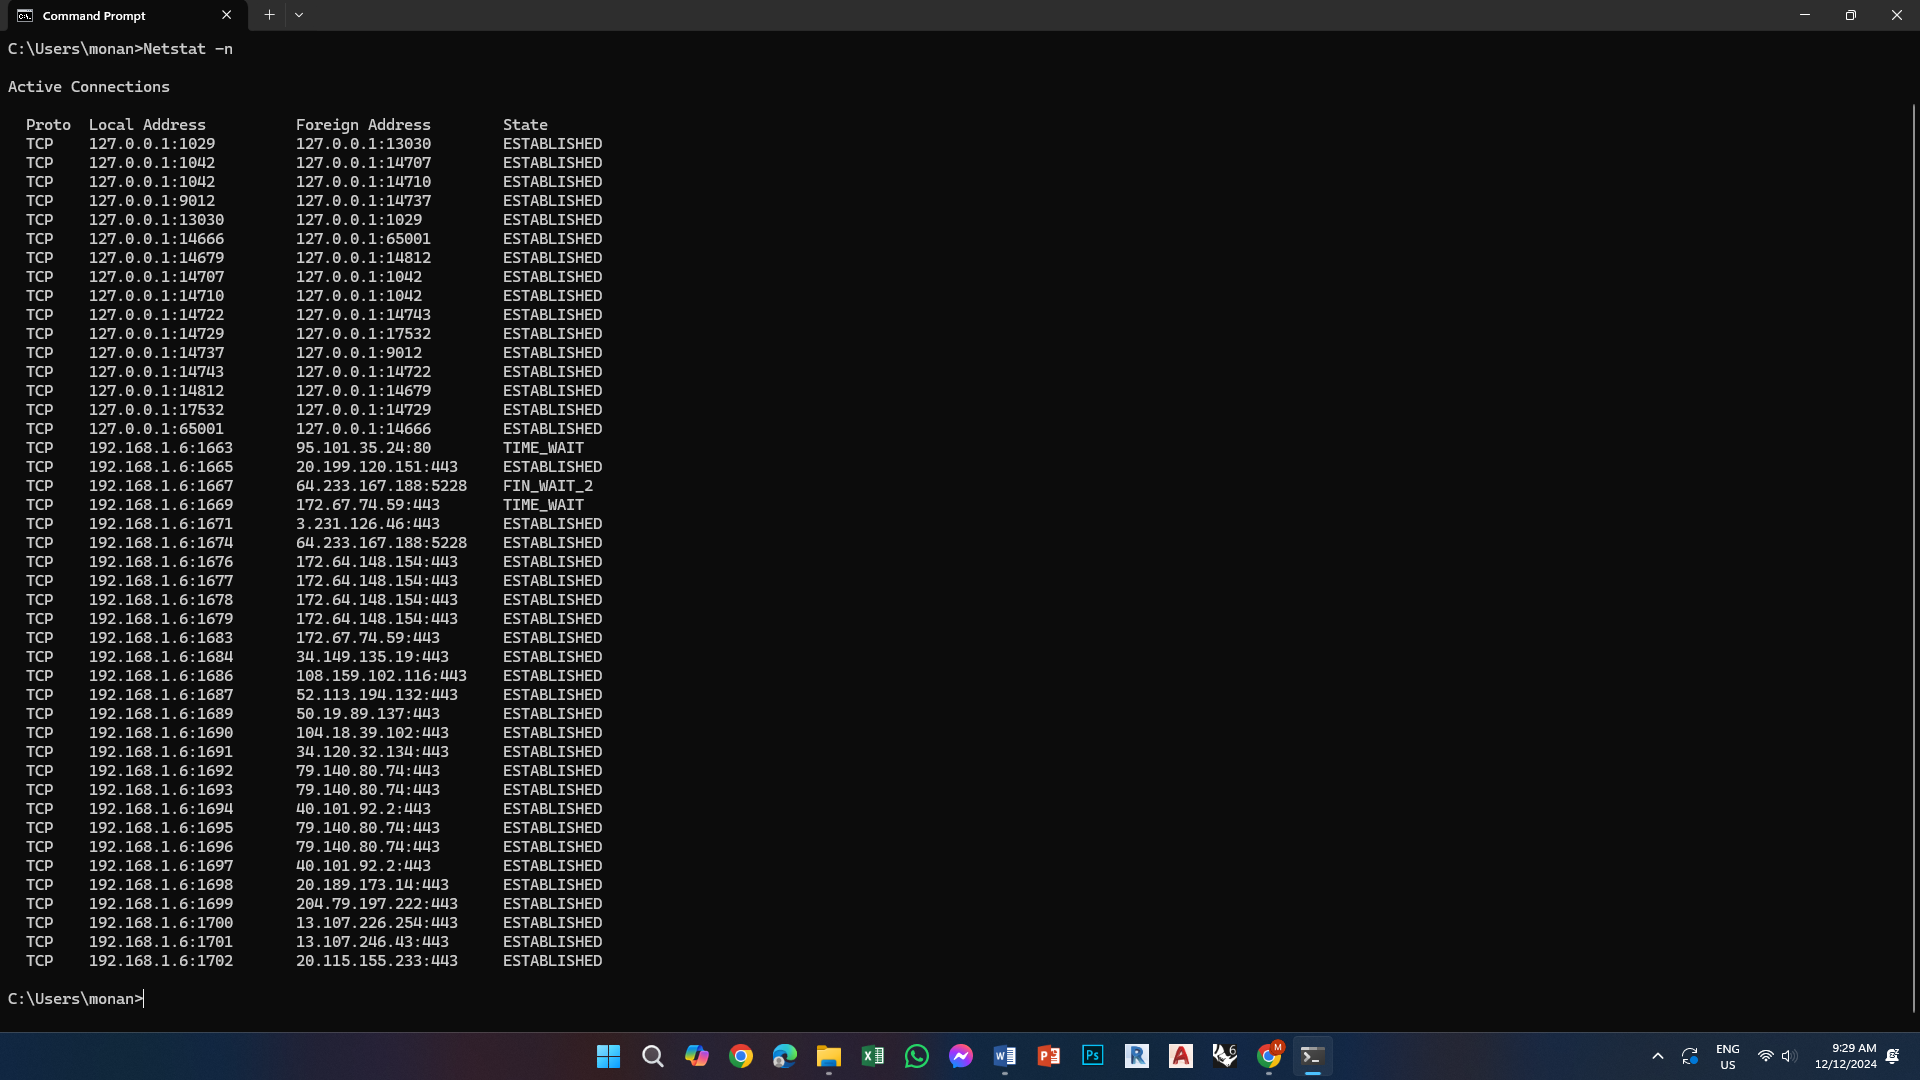 Command Prompt
C:\Users\monan>Netstat -n
Active Connections
Proto  Local Address          Foreign Address        State
TCP    127.0.0.1:1029         127.0.0.1:13030        ESTABLISHED
TCP    127.0.0.1:1042         127.0.0.1:14707        ESTABLISHED
TCP    127.0.0.1:1042         127.0.0.1:14710        ESTABLISHED
TCP    127.0.0.1:9012         127.0.0.1:14737        ESTABLISHED
TCP    127.0.0.1:13030        127.0.0.1:1029         ESTABLISHED
TCP    127.0.0.1:14666        127.0.0.1:65001        ESTABLISHED
TCP    127.0.0.1:14679        127.0.0.1:14812        ESTABLISHED
TCP    127.0.0.1:14707        127.0.0.1:1042         ESTABLISHED
TCP    127.0.0.1:14710        127.0.0.1:1042         ESTABLISHED
TCP    127.0.0.1:14722        127.0.0.1:14743        ESTABLISHED
TCP    127.0.0.1:14729        127.0.0.1:17532        ESTABLISHED
TCP    127.0.0.1:14737        127.0.0.1:9012         ESTABLISHED
TCP    127.0.0.1:14743        127.0.0.1:14722        ESTABLISHED
TCP    127.0.0.1:14812        127.0.0.1:14679        ESTABLISHED
TCP    127.0.0.1:17532        127.0.0.1:14729        ESTABLISHED
TCP    127.0.0.1:65001        127.0.0.1:14666        ESTABLISHED
TCP    192.168.1.6:1663       95.101.35.24:80        TIME_WAIT
TCP    192.168.1.6:1665       20.199.120.151:443     ESTABLISHED
TCP    192.168.1.6:1667       64.233.167.188:5228    FIN_WAIT_2
TCP    192.168.1.6:1669       172.67.74.59:443       TIME_WAIT
TCP    192.168.1.6:1671       3.231.126.46:443       ESTABLISHED
TCP    192.168.1.6:1674       64.233.167.188:5228    ESTABLISHED
TCP    192.168.1.6:1676       172.64.148.154:443     ESTABLISHED
TCP    192.168.1.6:1677       172.64.148.154:443     ESTABLISHED
TCP    192.168.1.6:1678       172.64.148.154:443     ESTABLISHED
TCP    192.168.1.6:1679       172.64.148.154:443     ESTABLISHED
TCP    192.168.1.6:1683       172.67.74.59:443       ESTABLISHED
TCP    192.168.1.6:1684       34.149.135.19:443      ESTABLISHED
TCP    192.168.1.6:1686       108.159.102.116:443    ESTABLISHED
TCP    192.168.1.6:1687       52.113.194.132:443     ESTABLISHED
TCP    192.168.1.6:1689       50.19.89.137:443       ESTABLISHED
TCP    192.168.1.6:1690       104.18.39.102:443      ESTABLISHED
TCP    192.168.1.6:1691       34.120.32.134:443      ESTABLISHED
TCP    192.168.1.6:1692       79.140.80.74:443       ESTABLISHED
TCP    192.168.1.6:1693       79.140.80.74:443       ESTABLISHED
TCP    192.168.1.6:1694       40.101.92.2:443        ESTABLISHED
TCP    192.168.1.6:1695       79.140.80.74:443       ESTABLISHED
TCP    192.168.1.6:1696       79.140.80.74:443       ESTABLISHED
TCP    192.168.1.6:1697       40.101.92.2:443        ESTABLISHED
TCP    192.168.1.6:1698       20.189.173.14:443      ESTABLISHED
TCP    192.168.1.6:1699       204.79.197.222:443     ESTABLISHED
TCP    192.168.1.6:1700       13.107.226.254:443     ESTABLISHED
TCP    192.168.1.6:1701       13.107.246.43:443      ESTABLISHED
TCP    192.168.1.6:1702       20.115.155.233:443     ESTABLISHED
C:\Users\monan>
Ps R A 6 M
ENG
US
9:29 AM
12/12/2024